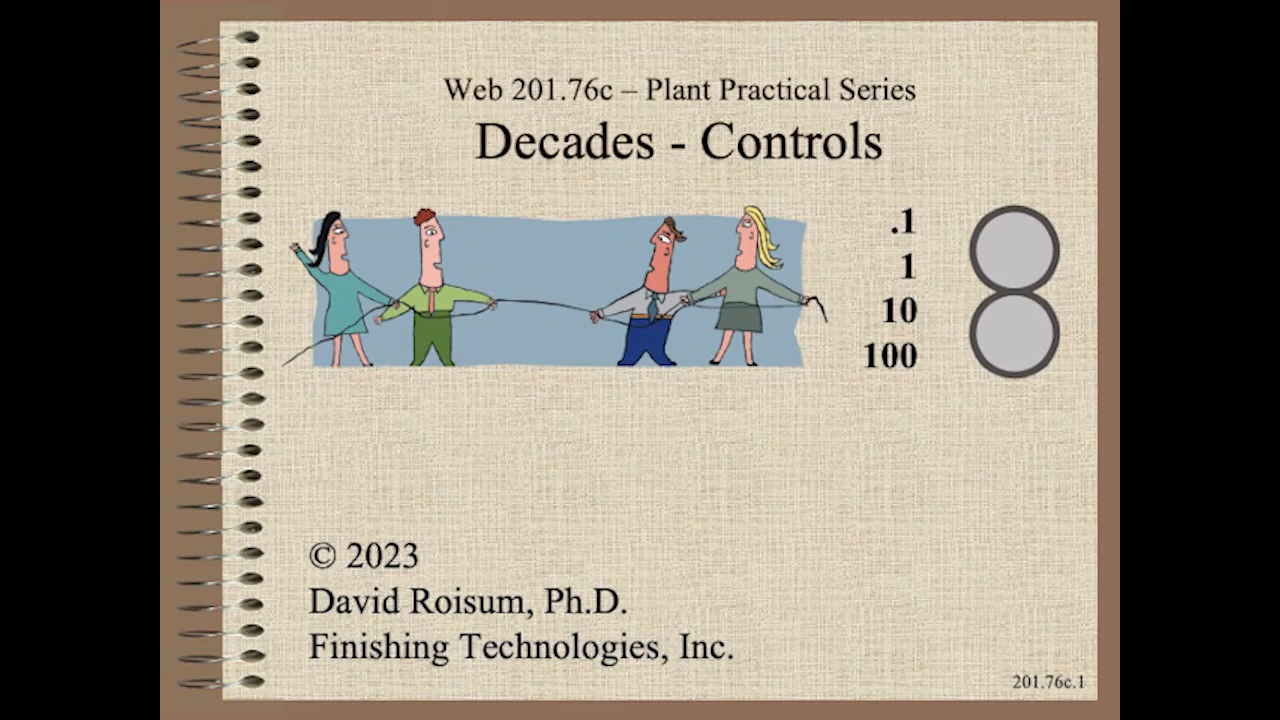 Web 201.76c – Plant Practical Series
Decades - Controls
.1
1
10
100
© 2023
David Roisum, Ph.D.
Finishing Technologies, Inc.
201.76c.1